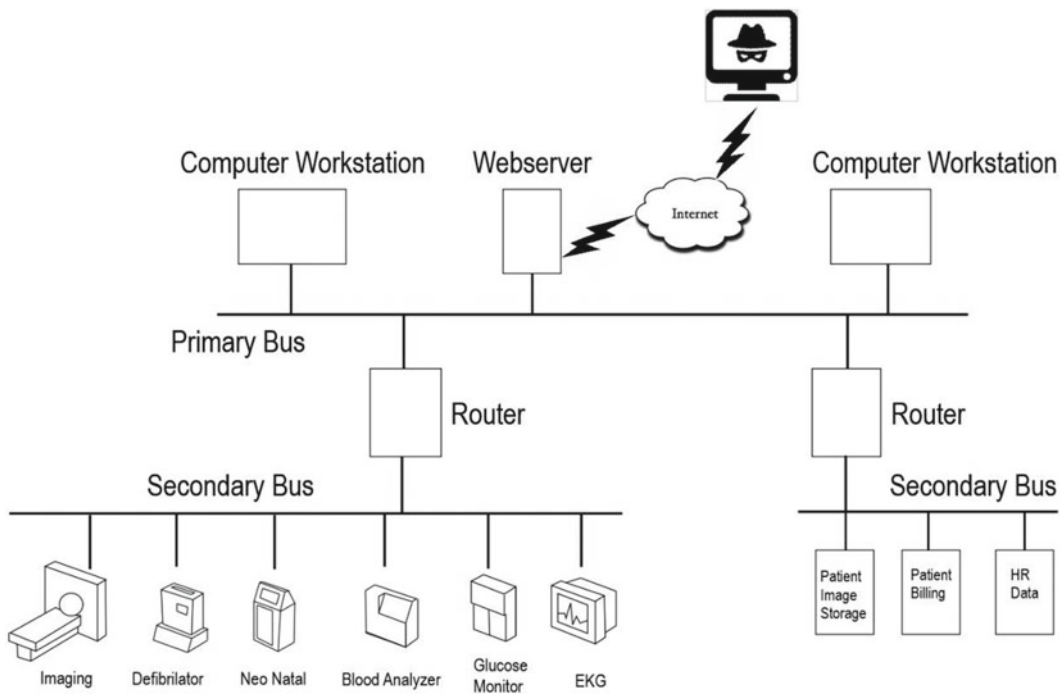 Computer Workstation
Webserver
Computer Workstation
Internet
Primary Bus
Router
Router
Secondary Bus
Secondary Bus
Patient
Image
Storage
Patient
Billing
HR
Data
Imaging
Defibrilator
Neo Natal
Blood Analyzer
Glucose
Monitor
EKG